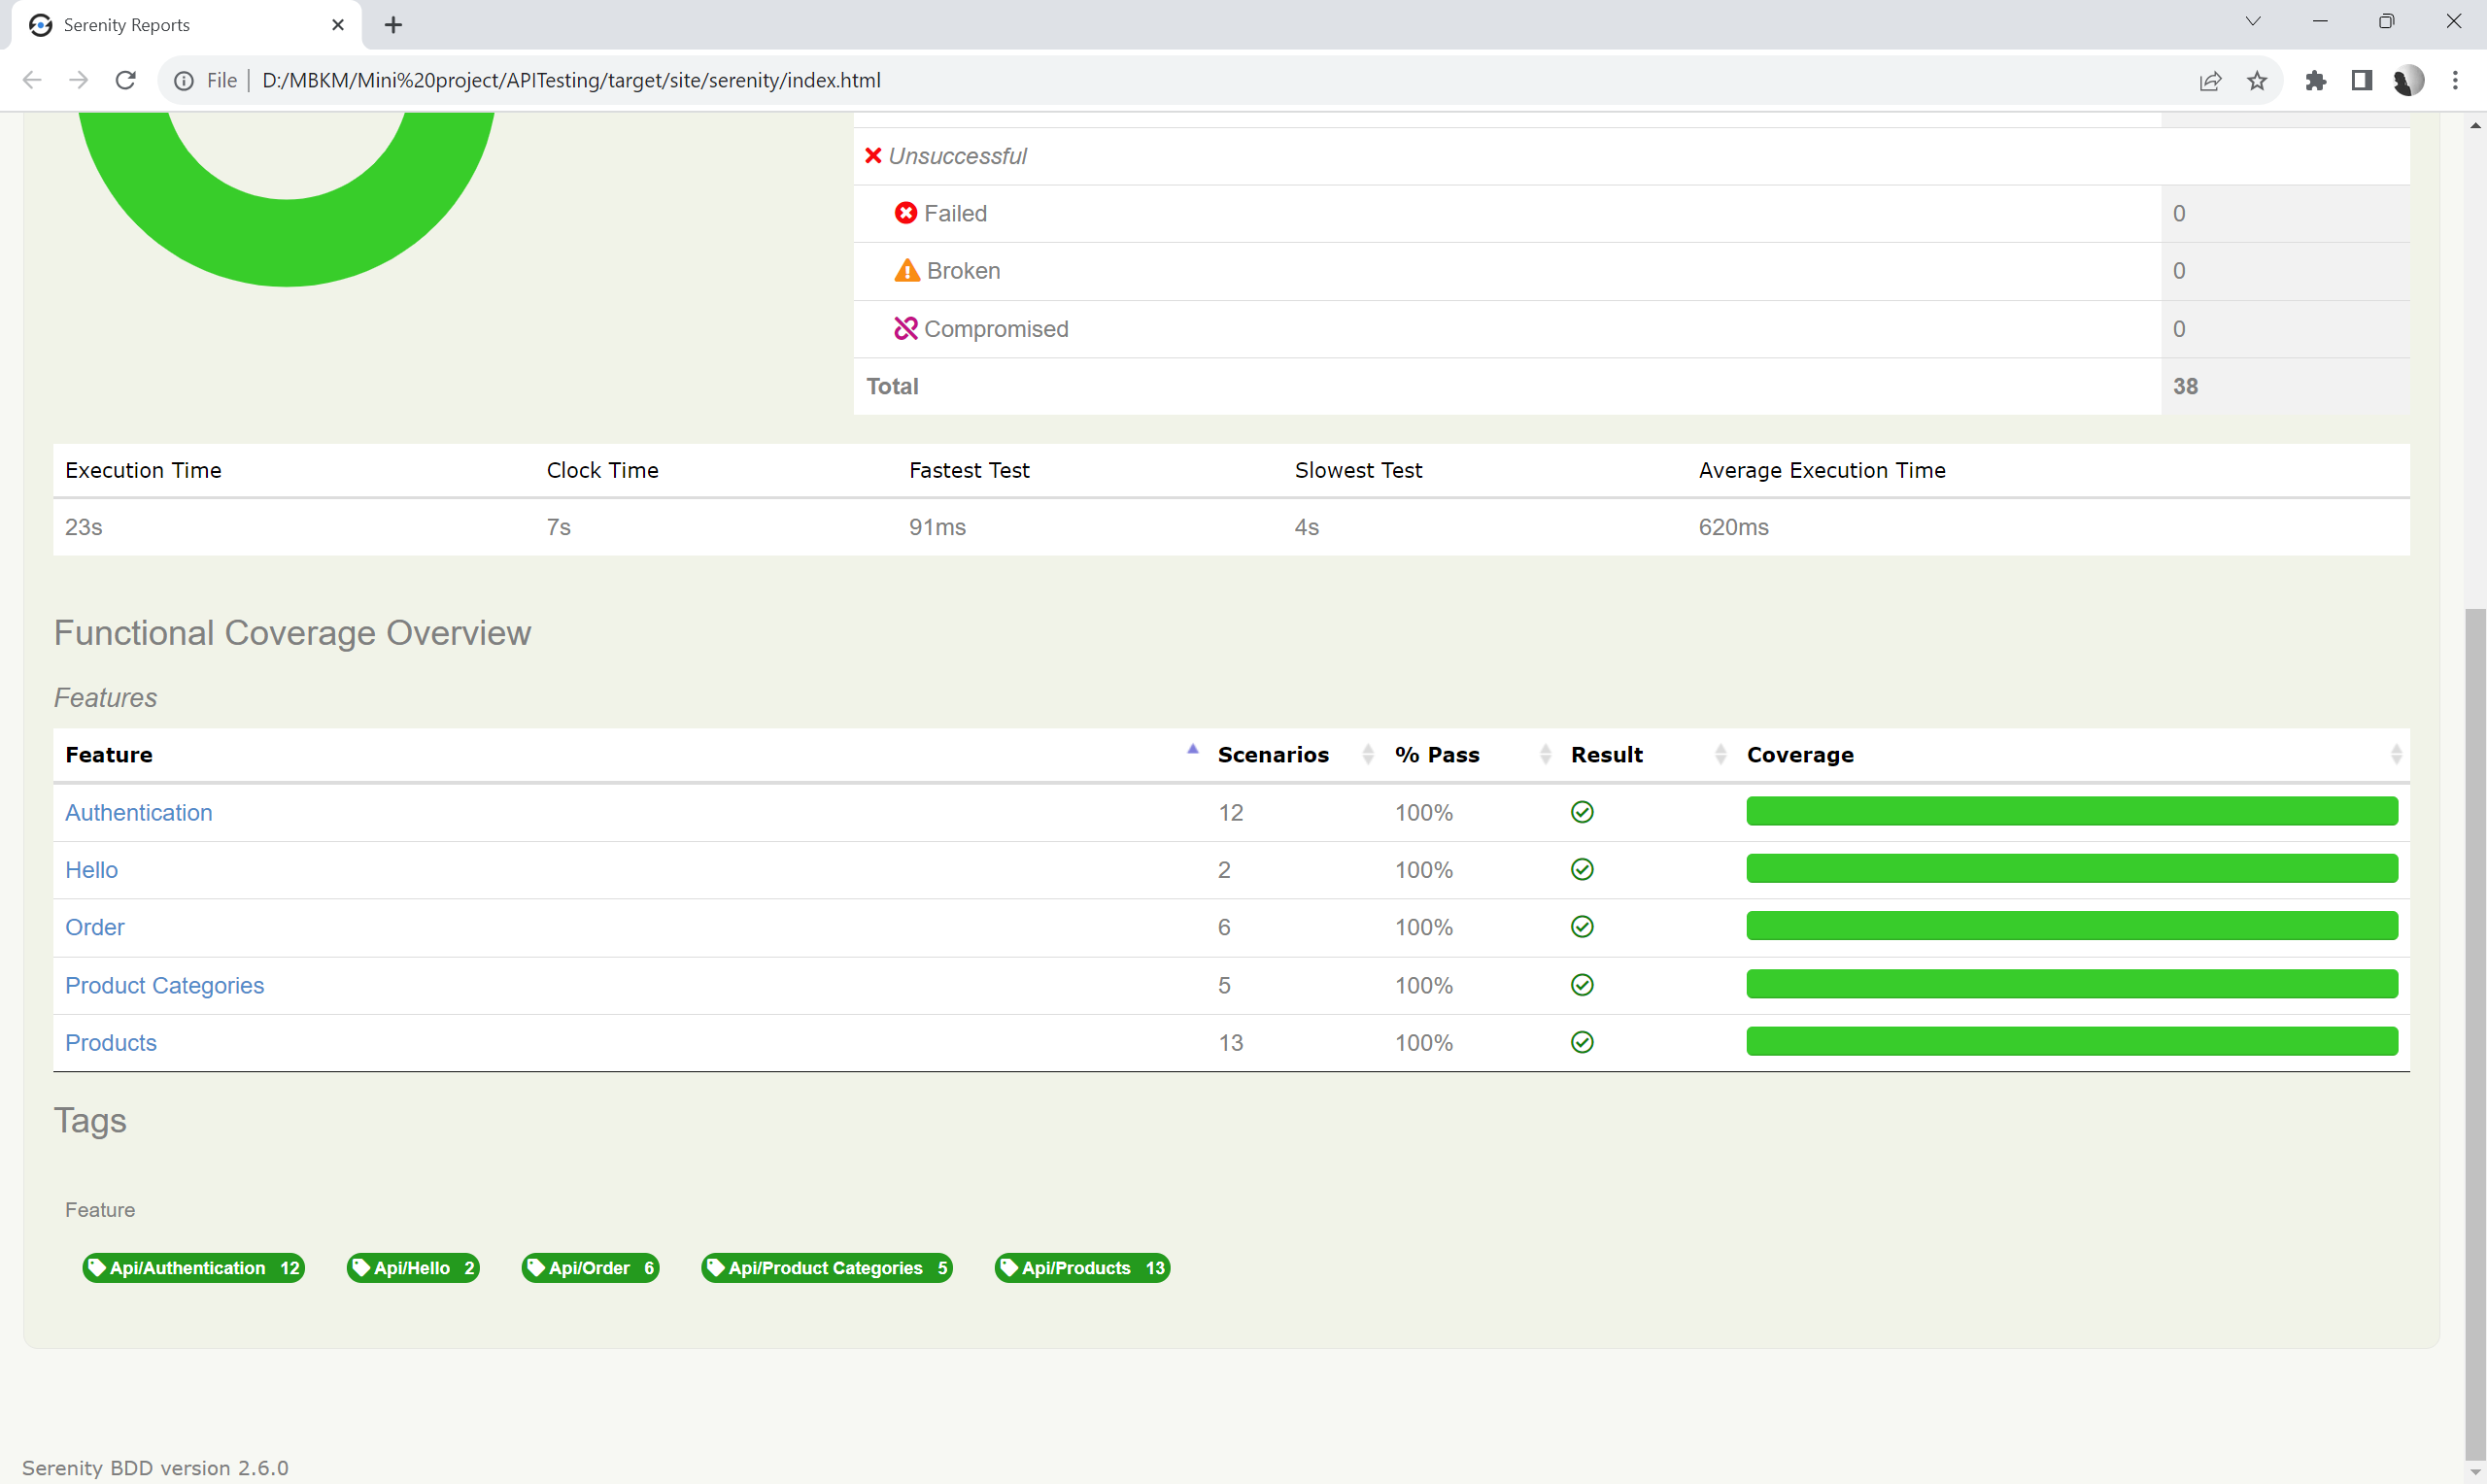 Serenity Reports
File D:/MBKM/Mini%20project/APITesting/target/site/serenity/index.html
Unsuccessful
Failed 0
Broken 0
Compromised 0
Total 38
Execution Time Clock Time Fastest Test Slowest Test Average Execution Time
23s 7s 91ms 4s 620ms
Functional Coverage Overview
Features
Feature Scenarios % Pass Result Coverage
Authentication 12 100%
Hello 2 100%
Order 6 100%
Product Categories 5 100%
Products 13 100%
Tags
Feature
Api/Authentication 12 Api/Hello 2 Api/Order 6 Api/Product Categories 5 Api/Products 13
Serenity BDD version 2.6.0